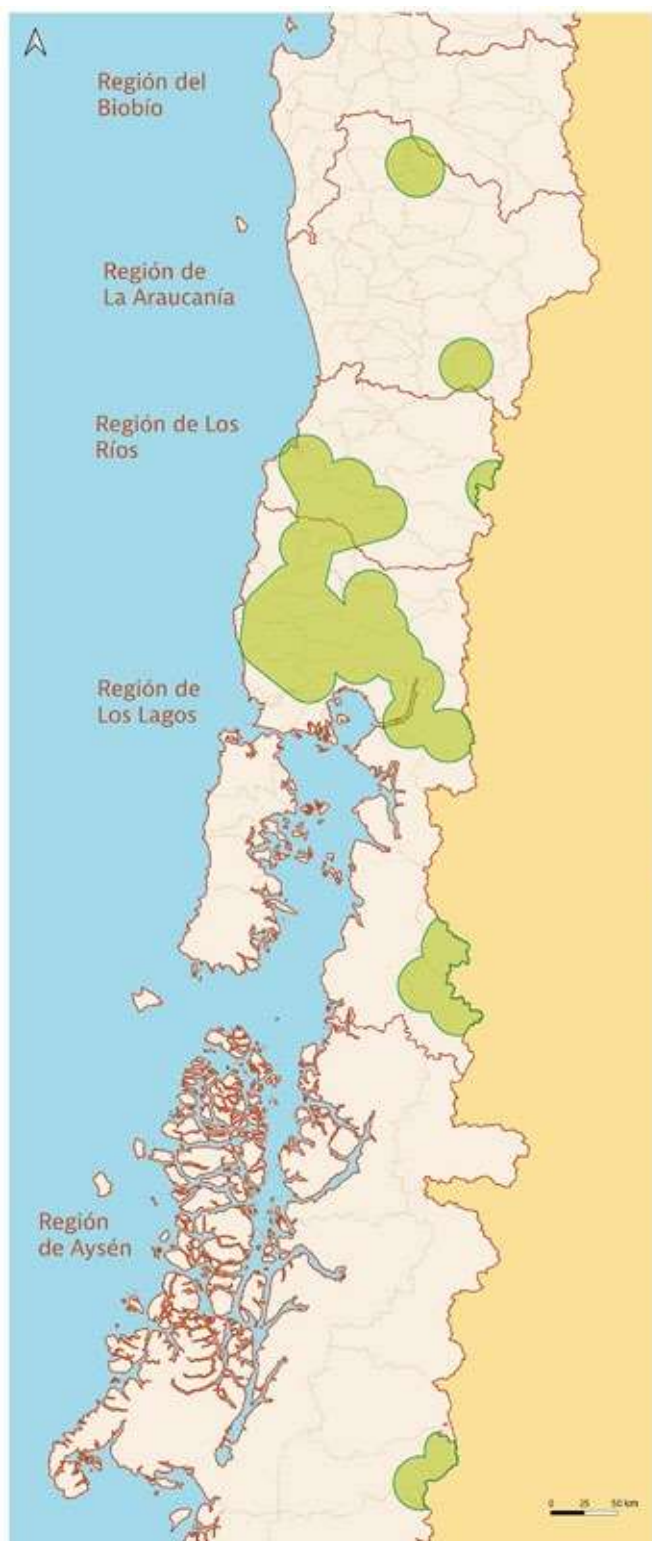 Región del
Biobío
Región de
La Araucanía
Región de Los
Ríos
Región de
Los Lagos
Región
de Aysén
0 25 50 km